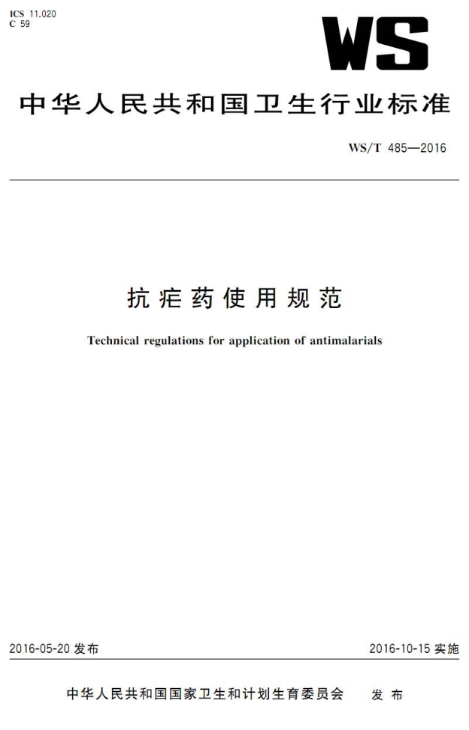 ICS 11.020
C 59
WS
中华人民共和国卫生行业标准
WS/T 485—2016
抗疟药使用规范
Technical regulations for application of antimalarials
2016-05-20 发布
2016-10-15 实施
中华人民共和国国家卫生和计划生育委员会 发布